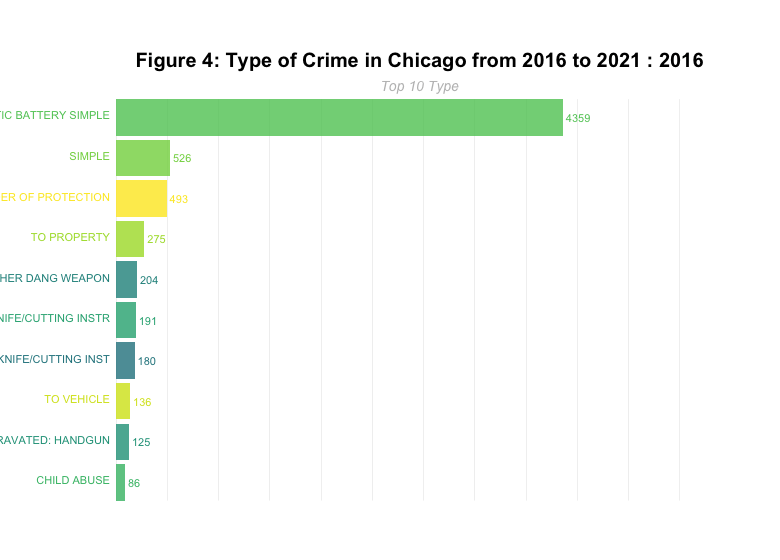 Figure 4: Type of Crime in Chicago from 2016 to 2021 : 2016
Top 10 Type
TIC BATTERY SIMPLE 4359
SIMPLE 526
ER OF PROTECTION 493
TO PROPERTY 275
HER DANG WEAPON 204
NIFE/CUTTING INSTR 191
KNIFE/CUTTING INST 180
TO VEHICLE 136
RAVATED: HANDGUN 125
CHILD ABUSE 86